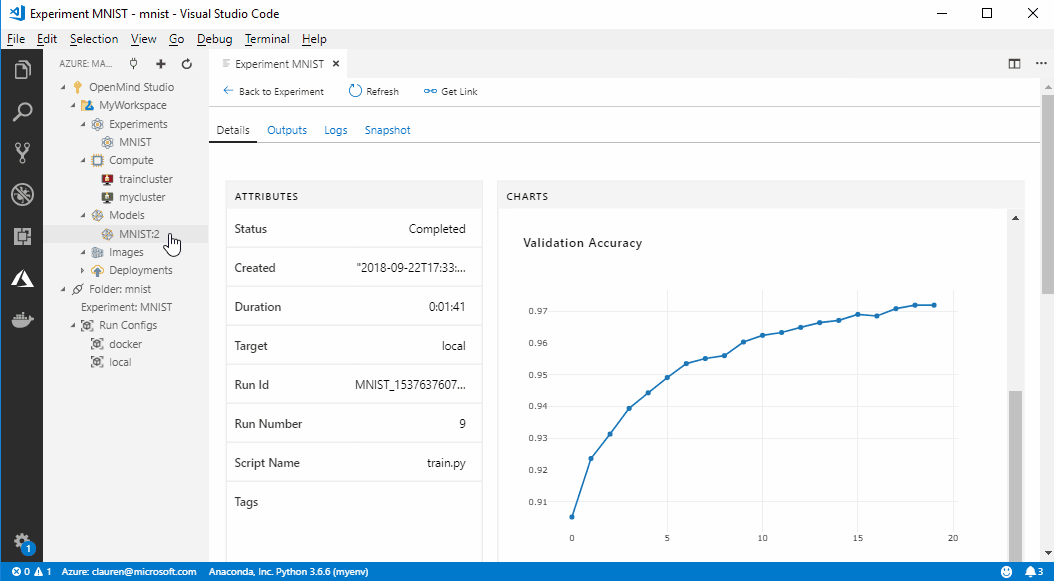 Experiment MNIST - mnist - Visual Studio Code
File Edit Selection View Go Debug Terminal Help
AZURE: MA...
Experiment MNIST
OpenMind Studio
MyWorkspace
Experiments
MNIST
Compute
traincluster
mycluster
Models
MNIST:2
Images
Deployments
Folder: mnist
Experiment: MNIST
Run Configs
docker
local
Back to Experiment Refresh Get Link
Details Outputs Logs Snapshot
ATTRIBUTES
Status Completed
Created "2018-09-22T17:33:...
Duration 0:01:41
Target local
Run Id MNIST_1537637607...
Run Number 9
Script Name train.py
Tags
CHARTS
Validation Accuracy
0.97
0.96
0.95
0.94
0.93
0.92
0.91
0 5 10 15 20
1
0 1 Azure: clauren@microsoft.com Anaconda, Inc. Python 3.6.6 (myenv) 3